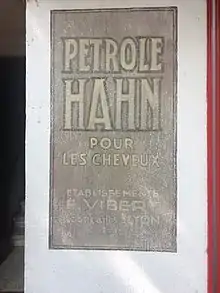 PETROLE
HAHN
POUR
LES CHEVEUX
ETABLISSEMENTS
F. VIBERT
LYON